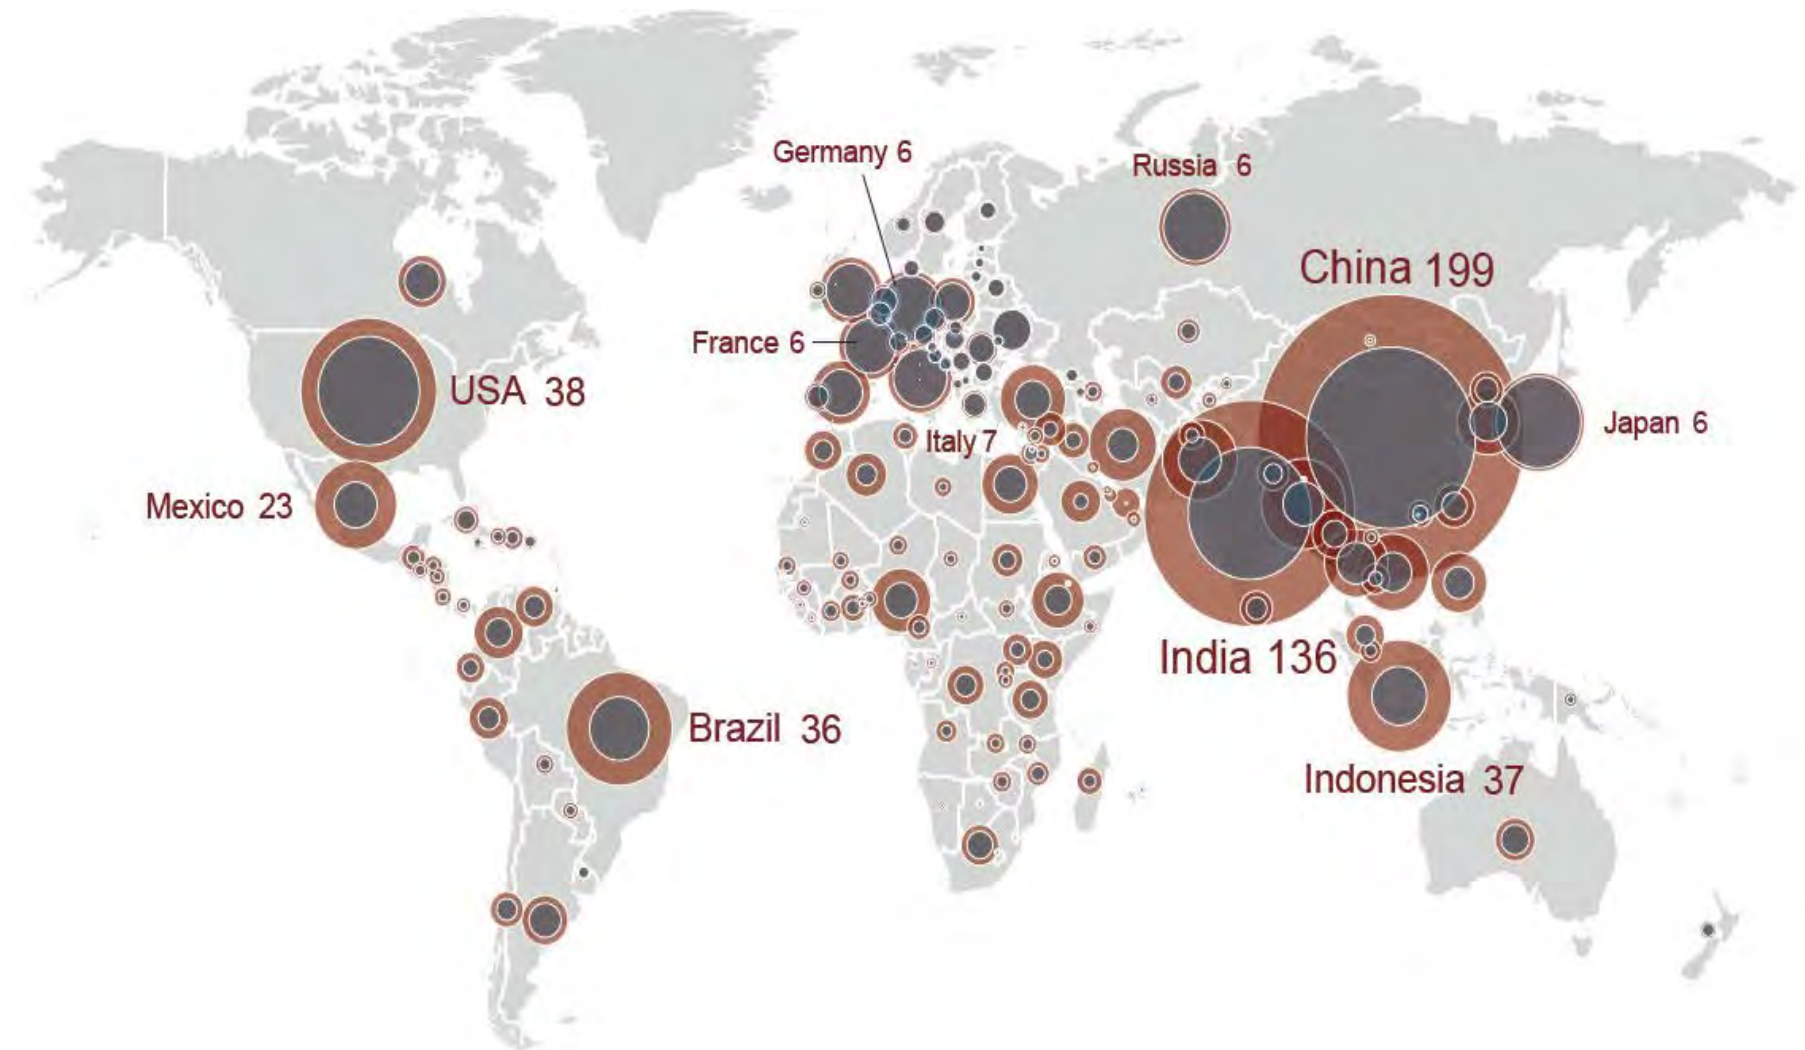 Germany 6
Russia 6
China 199
France 6
USA 38
Italy 7
Japan 6
Mexico 23
India 136
Brazil 36
Indonesia 37